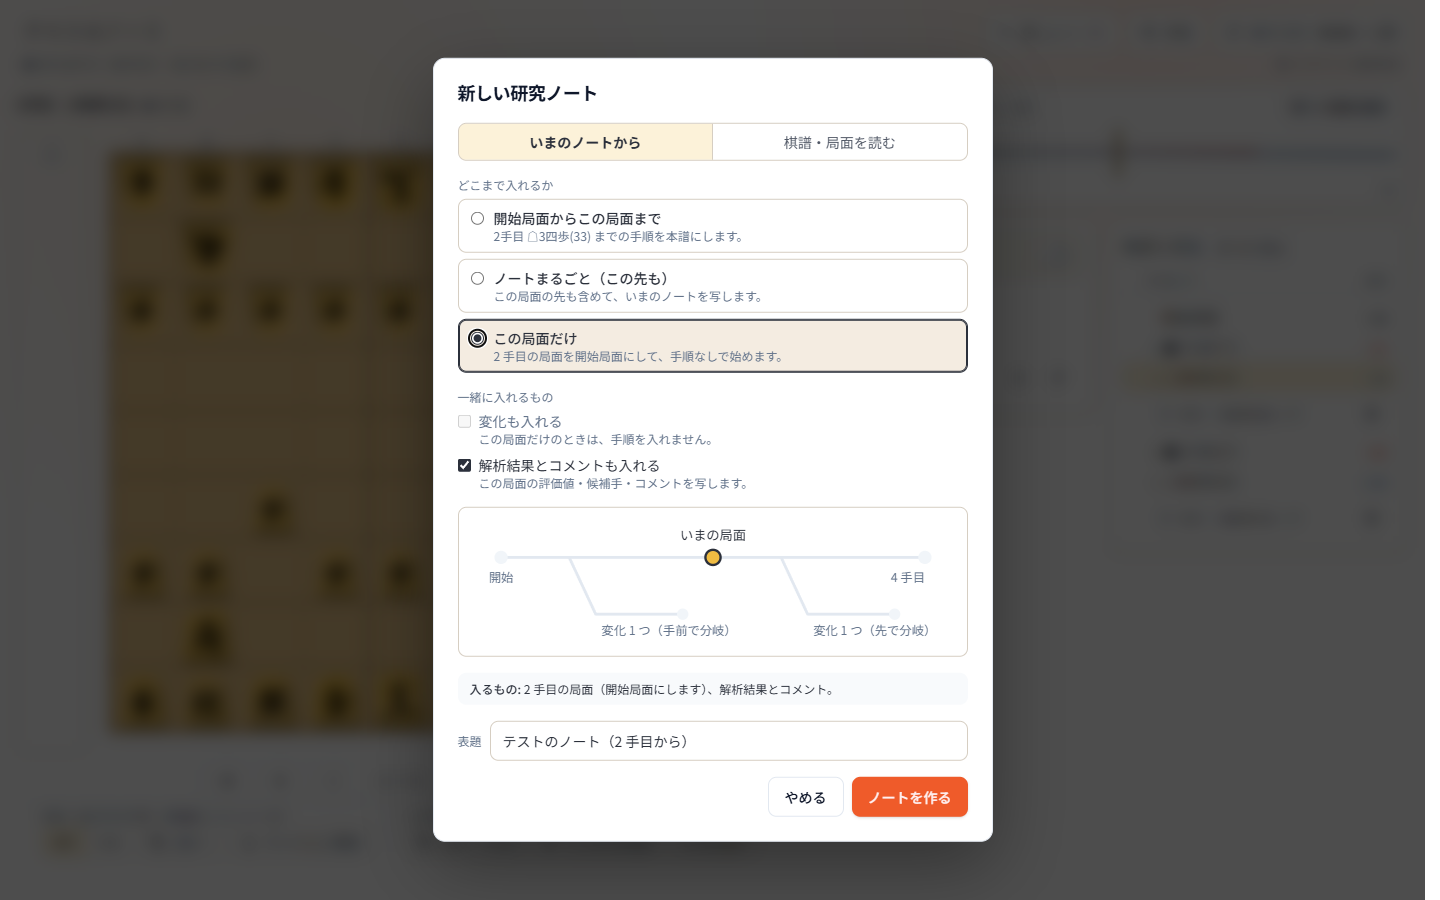 新しい研究ノート
いまのノートから
棋譜・局面を読む
どこまで入れるか
開始局面からこの局面まで
2手目 ☖3四歩(33) までの手順を本譜にします。
ノートまるごと（この先も）
この局面の先も含めて、いまのノートを写します。
この局面だけ
2 手目の局面を開始局面にして、手順なしで始めます。
一緒に入れるもの
変化も入れる
この局面だけのときは、手順を入れません。
解析結果とコメントも入れる
この局面の評価値・候補手・コメントを写します。
いまの局面
開始
4 手目
変化 1 つ（手前で分岐）
変化 1 つ（先で分岐）
入るもの: 2 手目の局面（開始局面にします）、解析結果とコメント。
表題
テストのノート（2 手目から）
やめる
ノートを作る